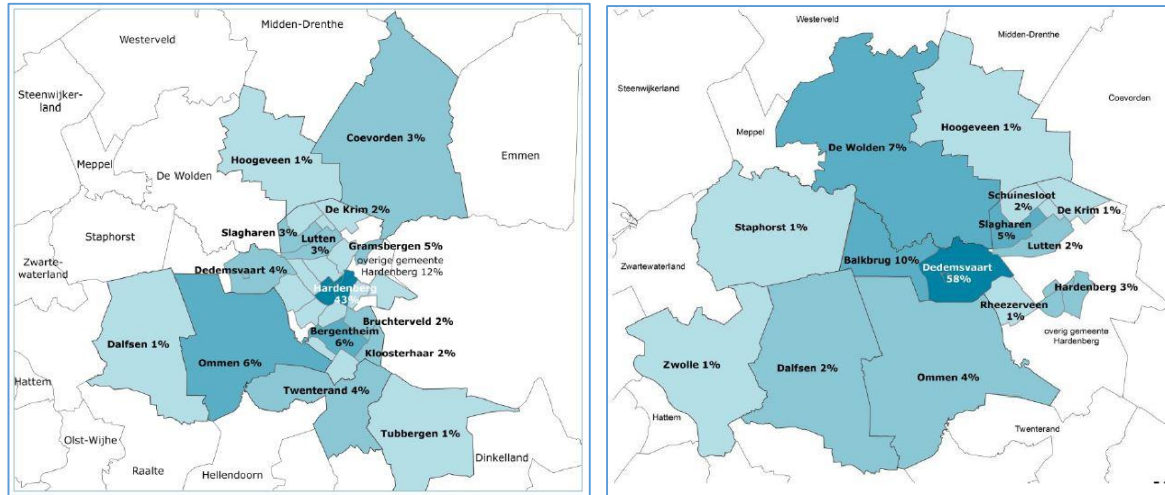 Midden-Drenthe
Westerveld
Steenwijker-
land
Coevorden 3%
Hoogeveen 1%
Emmen
Meppel
De Wolden
De Krim 2%
Staphorst
Slagharen 3%
Lutten
3%
Gramsbergen 5%
overige gemeente
Hardenberg 12%
Zwarte-
waterland
Dedemsvaart 4%
Hardenberg
43%
Bruchterveld 2%
Bergentheim
6%
Dalfsen 1%
Ommen 6%
Kloosterhaar 2%
Hattem
Twenterand 4%
Tubbergen 1%
Olst-Wijhe
Raalte
Hellendoorn
Dinkelland
Westerveld
Midden-Drenthe
Steenwijkerland
Coevorden
Meppel
Hoogeveen 1%
De Wolden 7%
Schuinesloot
2%
De Krim 1%
Staphorst 1%
Slagharen
5%
Lutten 2%
Zwartewaterland
Balkbrug 10%
Dedemsvaart
58%
Hardenberg 3%
Rheezerveen
1%
overig gemeente
Hardenberg
Zwolle 1%
Dalfsen 2%
Ommen 4%
Hattem
Twenterand